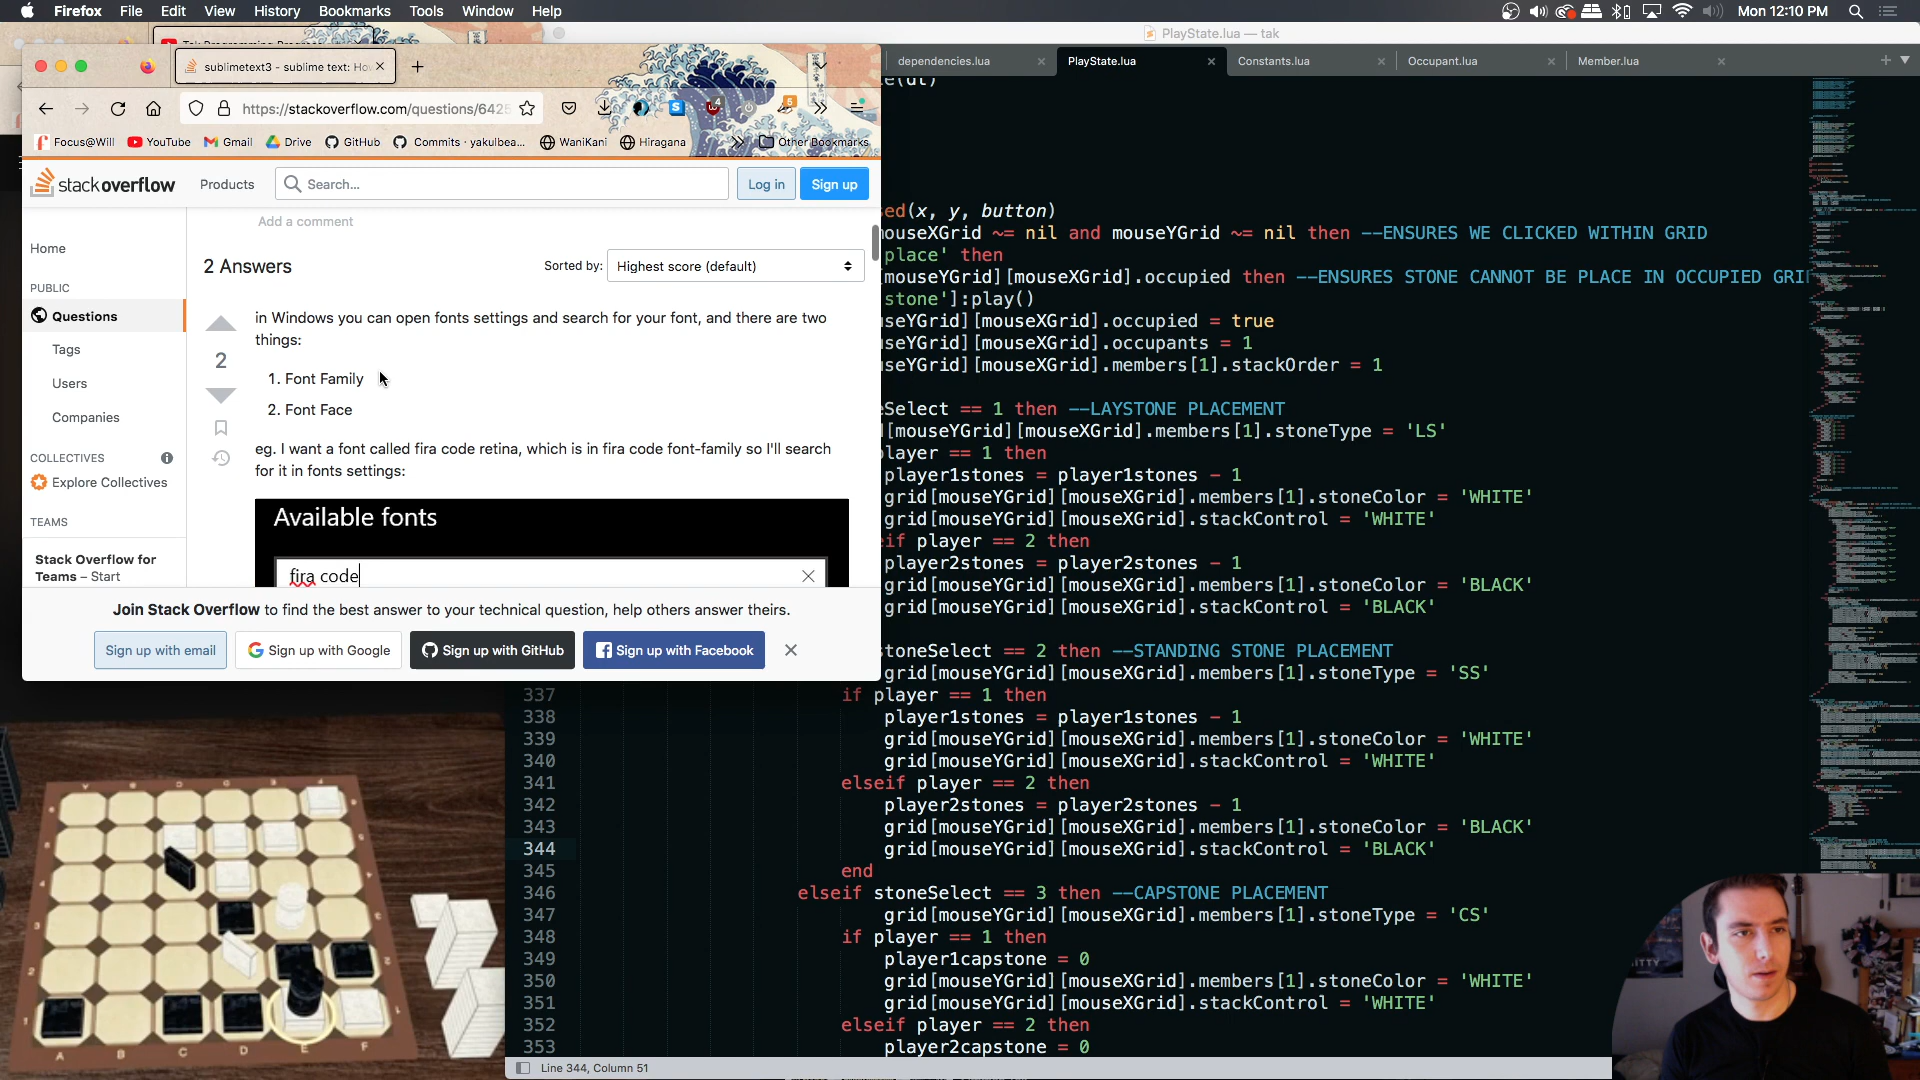 Firefox File Edit View History Bookmarks Tools Window Help
Mon 12:10 PM
PlayState.lua — tak
sublimetext3 - sublime text: How
https://stackoverflow.com/questions/6425
Focus@Will YouTube Gmail Drive GitHub Commits · yakulbea... WaniKani Hiragana Other Bookmarks
stackoverflow Products Search... Log in Sign up
Home
PUBLIC
Questions
Tags
Users
Companies
COLLECTIVES
Explore Collectives
TEAMS
Stack Overflow for
Teams – Start
Add a comment
2 Answers
Sorted by: Highest score (default)
2
in Windows you can open fonts settings and search for your font, and there are two
things:
1. Font Family
2. Font Face
eg. I want a font called fira code retina, which is in fira code font-family so I'll search
for it in fonts settings:
Available fonts
fira code
Join Stack Overflow to find the best answer to your technical question, help others answer theirs.
Sign up with email Sign up with Google Sign up with GitHub Sign up with Facebook
dependencies.lua PlayState.lua Constants.lua Occupant.lua Member.lua
e(dt)
sed(x, y, button)
ouseXGrid ~= nil and mouseYGrid ~= nil then --ENSURES WE CLICKED WITHIN GRID
place' then
[mouseYGrid][mouseXGrid].occupied then --ENSURES STONE CANNOT BE PLACE IN OCCUPIED GRI
stone']:play()
seYGrid][mouseXGrid].occupied = true
seYGrid][mouseXGrid].occupants = 1
seYGrid][mouseXGrid].members[1].stackOrder = 1
eSelect == 1 then --LAYSTONE PLACEMENT
[mouseYGrid][mouseXGrid].members[1].stoneType = 'LS'
layer == 1 then
player1stones = player1stones - 1
grid[mouseYGrid][mouseXGrid].members[1].stoneColor = 'WHITE'
grid[mouseYGrid][mouseXGrid].stackControl = 'WHITE'
if player == 2 then
player2stones = player2stones - 1
grid[mouseYGrid][mouseXGrid].members[1].stoneColor = 'BLACK'
grid[mouseYGrid][mouseXGrid].stackControl = 'BLACK'
stoneSelect == 2 then --STANDING STONE PLACEMENT
grid[mouseYGrid][mouseXGrid].members[1].stoneType = 'SS'
337 if player == 1 then
338 player1stones = player1stones - 1
339 grid[mouseYGrid][mouseXGrid].members[1].stoneColor = 'WHITE'
340 grid[mouseYGrid][mouseXGrid].stackControl = 'WHITE'
341 elseif player == 2 then
342 player2stones = player2stones - 1
343 grid[mouseYGrid][mouseXGrid].members[1].stoneColor = 'BLACK'
344 grid[mouseYGrid][mouseXGrid].stackControl = 'BLACK'
345 end
346 elseif stoneSelect == 3 then --CAPSTONE PLACEMENT
347 grid[mouseYGrid][mouseXGrid].members[1].stoneType = 'CS'
348 if player == 1 then
349 player1capstone = 0
350 grid[mouseYGrid][mouseXGrid].members[1].stoneColor = 'WHITE'
351 grid[mouseYGrid][mouseXGrid].stackControl = 'WHITE'
352 elseif player == 2 then
353 player2capstone = 0
Line 344, Column 51
A B C D E F